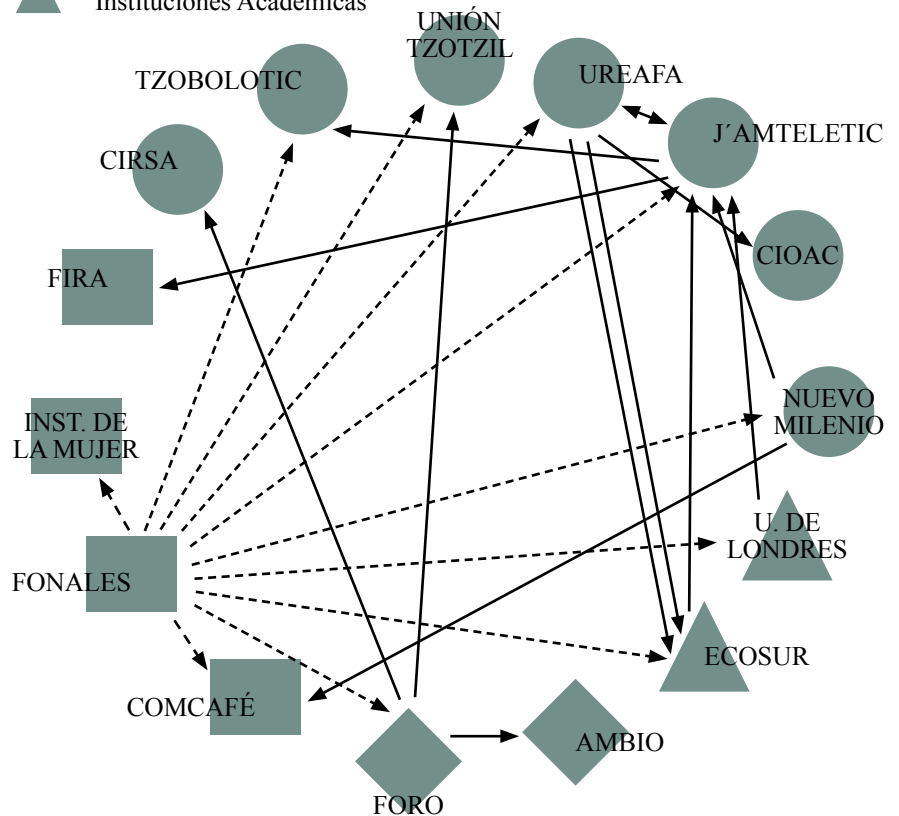 Instituciones Académicas
UNIÓN
TZOTZIL
TZOBOLOTIC
UREAFA
J´AMTELETIC
CIRSA
CIOAC
FIRA
NUEVO
MILENIO
INST. DE
LA MUJER
U. DE
LONDRES
FONALES
ECOSUR
COMCAFÉ
AMBIO
FORO